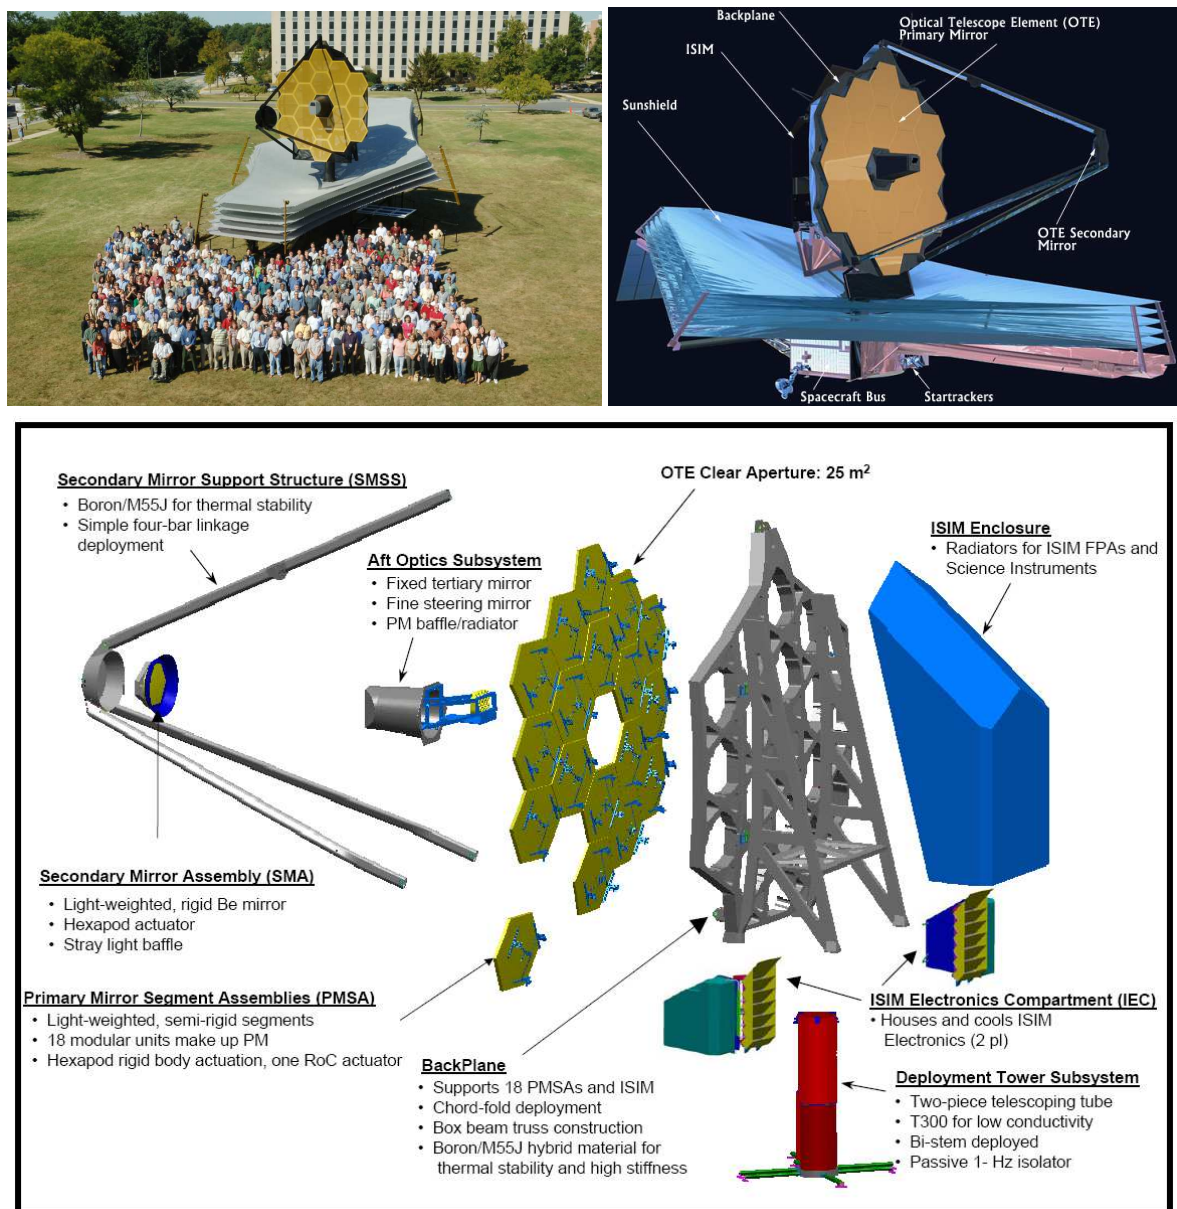 Backplane
Optical Telescope Element (OTE)
Primary Mirror
ISIM
Sunshield
OTE Secondary
Mirror
Spacecraft Bus
Startrackers
Secondary Mirror Support Structure (SMSS)
• Boron/M55J for thermal stability
• Simple four-bar linkage
deployment
OTE Clear Aperture: 25 m²
Aft Optics Subsystem
• Fixed tertiary mirror
• Fine steering mirror
• PM baffle/radiator
ISIM Enclosure
• Radiators for ISIM FPAs and
Science Instruments
Secondary Mirror Assembly (SMA)
• Light-weighted, rigid Be mirror
• Hexapod actuator
• Stray light baffle
Primary Mirror Segment Assemblies (PMSA)
• Light-weighted, semi-rigid segments
• 18 modular units make up PM
• Hexapod rigid body actuation, one RoC actuator
BackPlane
• Supports 18 PMSAs and ISIM
• Chord-fold deployment
• Box beam truss construction
• Boron/M55J hybrid material for
thermal stability and high stiffness
ISIM Electronics Compartment (IEC)
• Houses and cools ISIM
Electronics (2 pl)
Deployment Tower Subsystem
• Two-piece telescoping tube
• T300 for low conductivity
• Bi-stem deployed
• Passive 1- Hz isolator